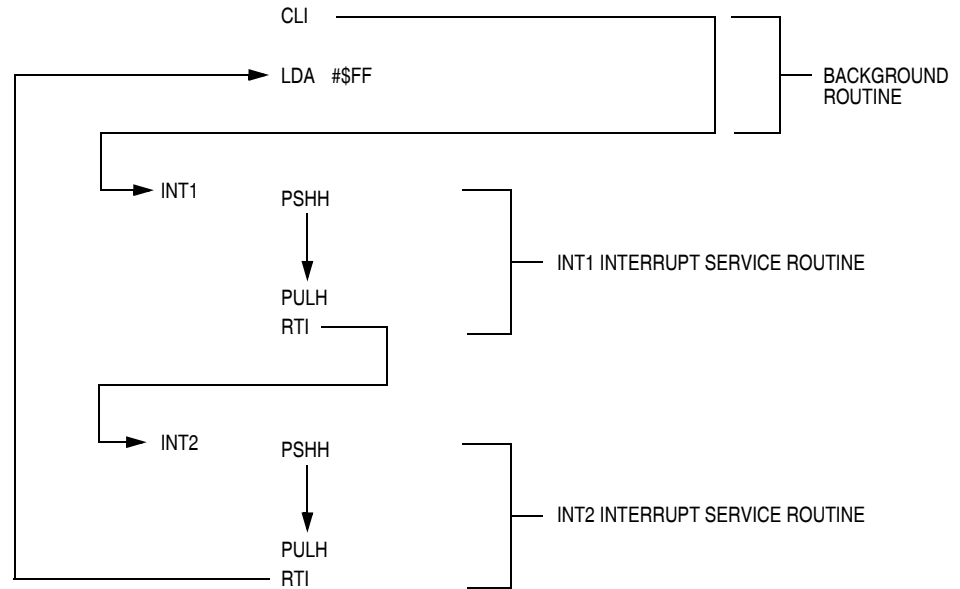 CLI
LDA #$FF
BACKGROUND
ROUTINE
INT1
PSHH
INT1 INTERRUPT SERVICE ROUTINE
PULH
RTI
INT2
PSHH
INT2 INTERRUPT SERVICE ROUTINE
PULH
RTI